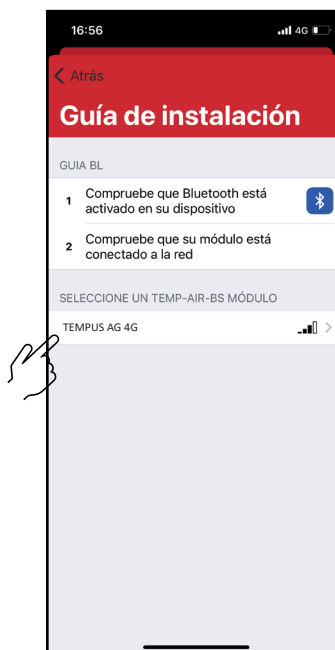 16:56
4G
Atrás
Guía de instalación
GUIA BL
1 Compruebe que Bluetooth está
activado en su dispositivo
2 Compruebe que su módulo está
conectado a la red
SELECCIONE UN TEMP-AIR-BS MÓDULO
TEMPUS AG 4G